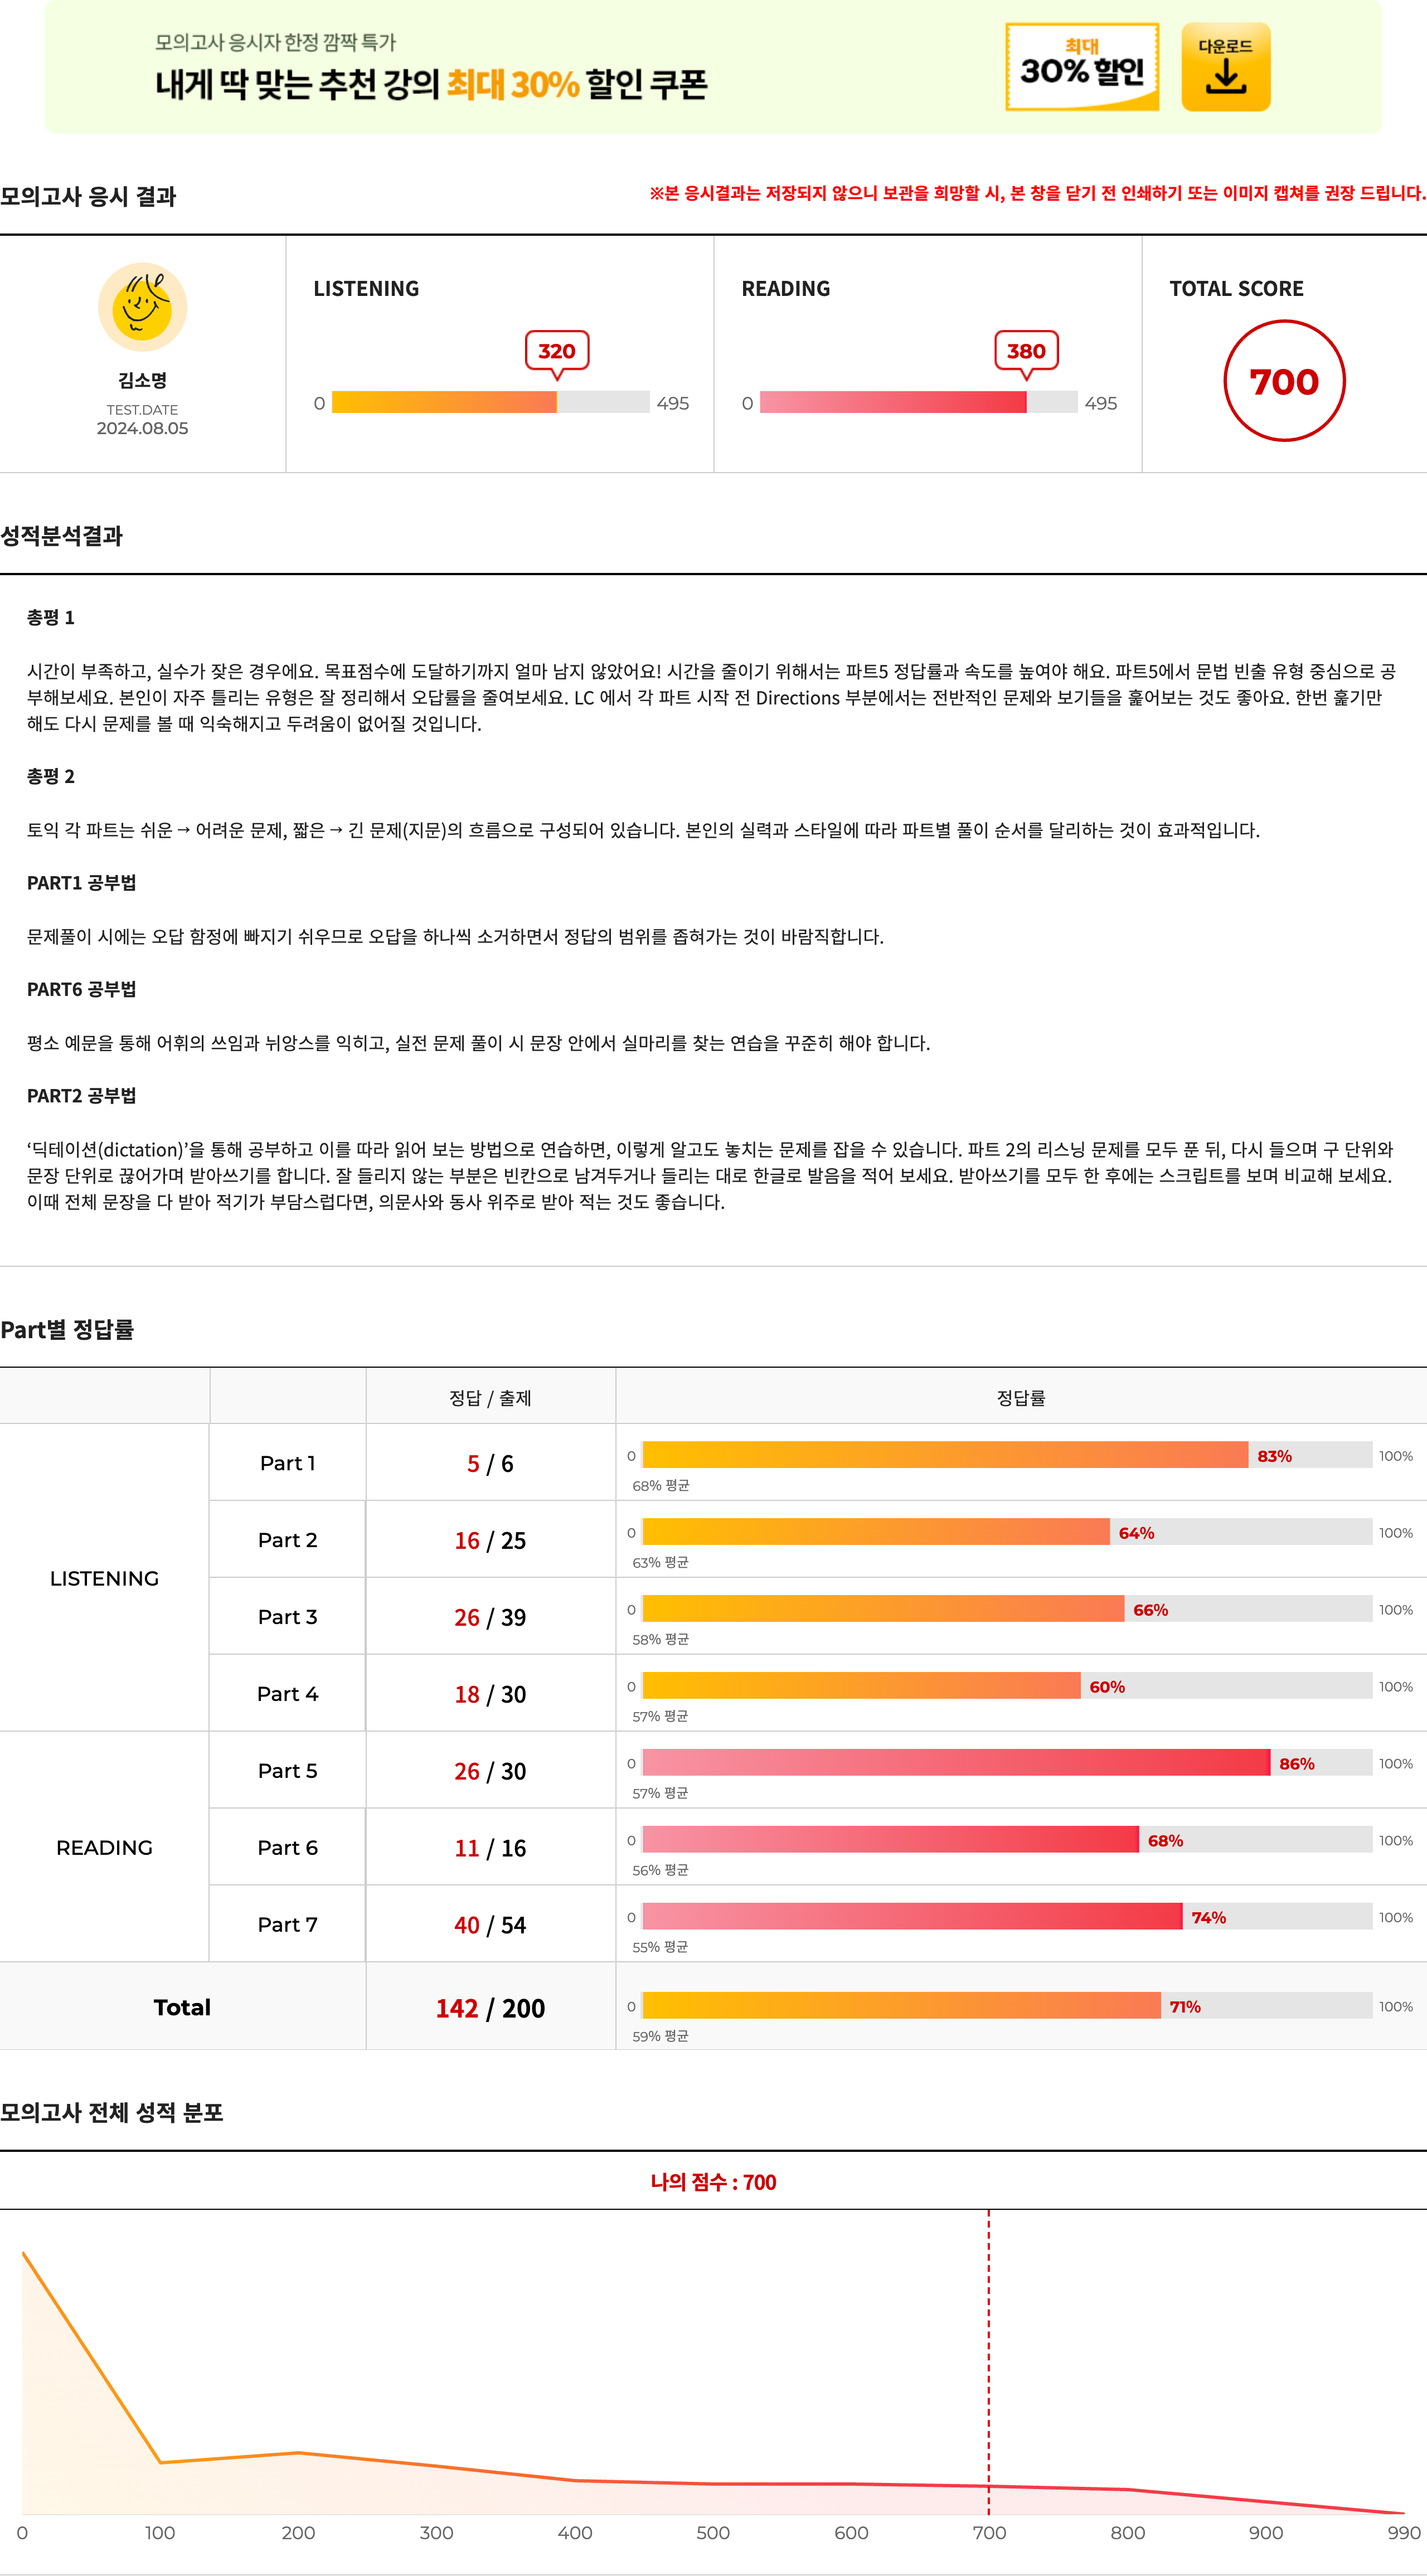 모의고사 응시자 한정 깜짝 특가
내게 딱 맞는 추천 강의 최대 30% 할인 쿠폰
최대
30% 할인
다운로드
모의고사 응시 결과
※본 응시결과는 저장되지 않으니 보관을 희망할 시, 본 창을 닫기 전 인쇄하기 또는 이미지 캡쳐를 권장 드립니다.
김소명
TEST.DATE
2024.08.05
LISTENING
320
0
495
READING
380
0
495
TOTAL SCORE
700
성적분석결과
총평 1
시간이 부족하고, 실수가 잦은 경우에요. 목표점수에 도달하기까지 얼마 남지 않았어요! 시간을 줄이기 위해서는 파트5 정답률과 속도를 높여야 해요. 파트5에서 문법 빈출 유형 중심으로 공
부해보세요. 본인이 자주 틀리는 유형은 잘 정리해서 오답률을 줄여보세요. LC 에서 각 파트 시작 전 Directions 부분에서는 전반적인 문제와 보기들을 훑어보는 것도 좋아요. 한번 훑기만
해도 다시 문제를 볼 때 익숙해지고 두려움이 없어질 것입니다.
총평 2
토익 각 파트는 쉬운 → 어려운 문제, 짧은 → 긴 문제(지문)의 흐름으로 구성되어 있습니다. 본인의 실력과 스타일에 따라 파트별 풀이 순서를 달리하는 것이 효과적입니다.
PART1 공부법
문제풀이 시에는 오답 함정에 빠지기 쉬우므로 오답을 하나씩 소거하면서 정답의 범위를 좁혀가는 것이 바람직합니다.
PART6 공부법
평소 예문을 통해 어휘의 쓰임과 뉘앙스를 익히고, 실전 문제 풀이 시 문장 안에서 실마리를 찾는 연습을 꾸준히 해야 합니다.
PART2 공부법
‘딕테이션(dictation)’을 통해 공부하고 이를 따라 읽어 보는 방법으로 연습하면, 이렇게 알고도 놓치는 문제를 잡을 수 있습니다. 파트 2의 리스닝 문제를 모두 푼 뒤, 다시 들으며 구 단위와
문장 단위로 끊어가며 받아쓰기를 합니다. 잘 들리지 않는 부분은 빈칸으로 남겨두거나 들리는 대로 한글로 발음을 적어 보세요. 받아쓰기를 모두 한 후에는 스크립트를 보며 비교해 보세요.
이때 전체 문장을 다 받아 적기가 부담스럽다면, 의문사와 동사 위주로 받아 적는 것도 좋습니다.
Part별 정답률
정답 / 출제
정답률
LISTENING
Part 1
5 / 6
0
83%
100%
68% 평균
Part 2
16 / 25
0
64%
100%
63% 평균
Part 3
26 / 39
0
66%
100%
58% 평균
Part 4
18 / 30
0
60%
100%
57% 평균
READING
Part 5
26 / 30
0
86%
100%
57% 평균
Part 6
11 / 16
0
68%
100%
56% 평균
Part 7
40 / 54
0
74%
100%
55% 평균
Total
142 / 200
0
71%
100%
59% 평균
모의고사 전체 성적 분포
나의 점수 : 700
0 100 200 300 400 500 600 700 800 900 990